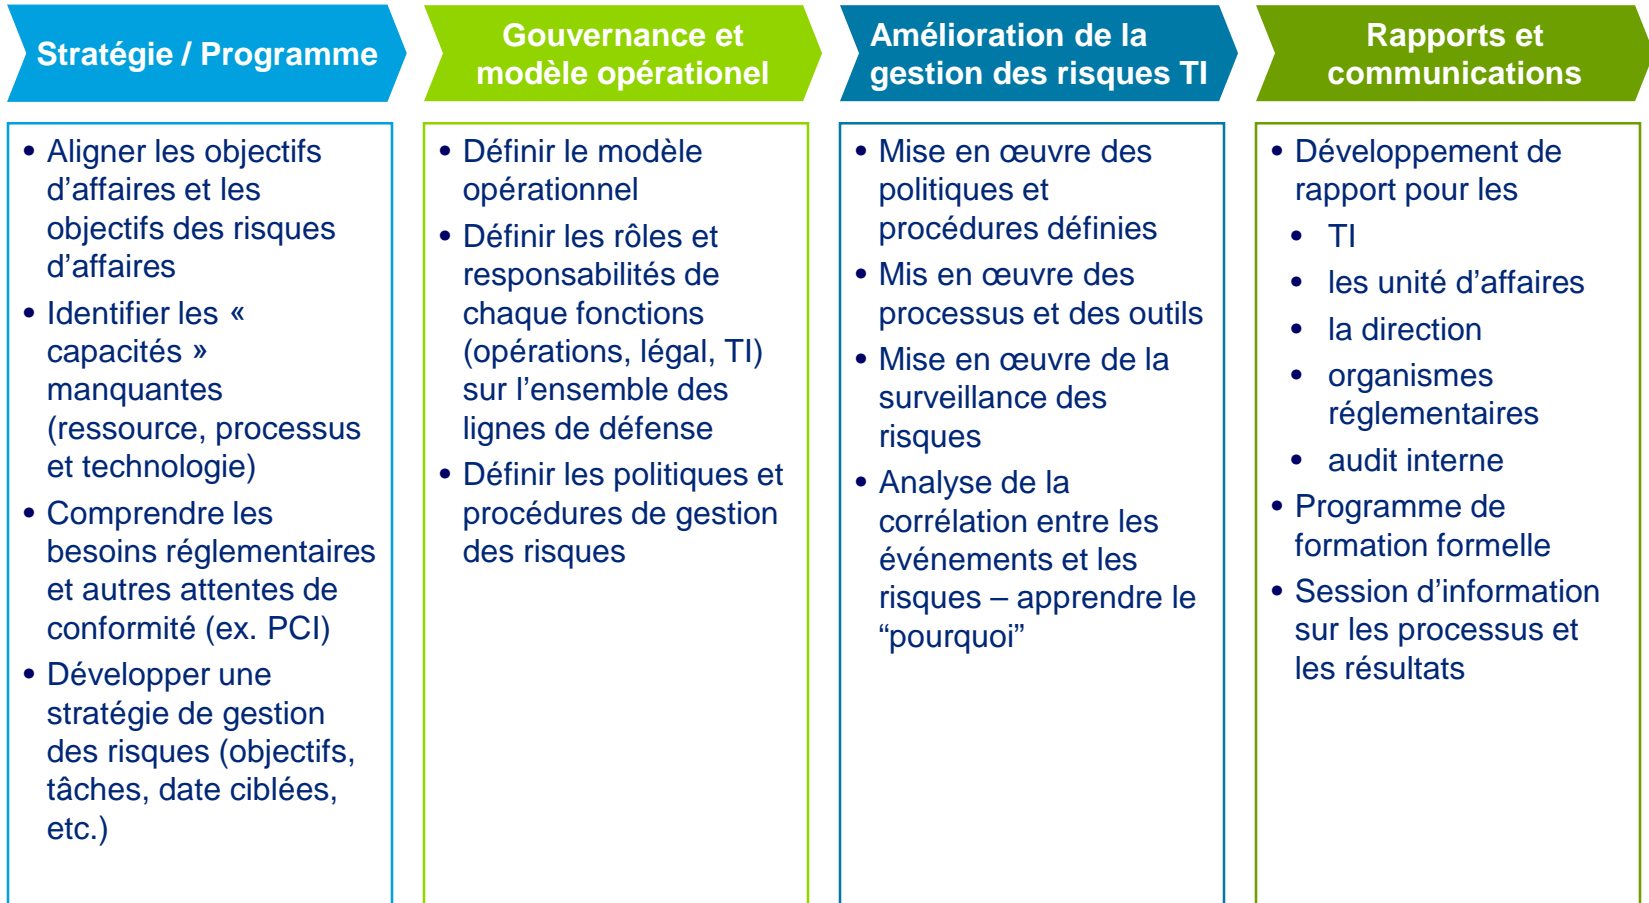 Stratégie / Programme
• Aligner les objectifs
d’affaires et les
objectifs des risques
d’affaires
• Identifier les «
capacités »
manquantes
(ressource, processus
et technologie)
• Comprendre les
besoins réglementaires
et autres attentes de
conformité (ex. PCI)
• Développer une
stratégie de gestion
des risques (objectifs,
tâches, date ciblées,
etc.)
Gouvernance et
modèle opérationel
• Définir le modèle
opérationnel
• Définir les rôles et
responsabilités de
chaque fonctions
(opérations, légal, TI)
sur l’ensemble des
lignes de défense
• Définir les politiques et
procédures de gestion
des risques
Amélioration de la
gestion des risques TI
• Mise en œuvre des
politiques et
procédures définies
• Mis en œuvre des
processus et des outils
• Mise en œuvre de la
surveillance des
risques
• Analyse de la
corrélation entre les
événements et les
risques – apprendre le
“pourquoi”
Rapports et
communications
• Développement de
rapport pour les
• TI
• les unité d’affaires
• la direction
• organismes
réglementaires
• audit interne
• Programme de
formation formelle
• Session d’information
sur les processus et
les résultats